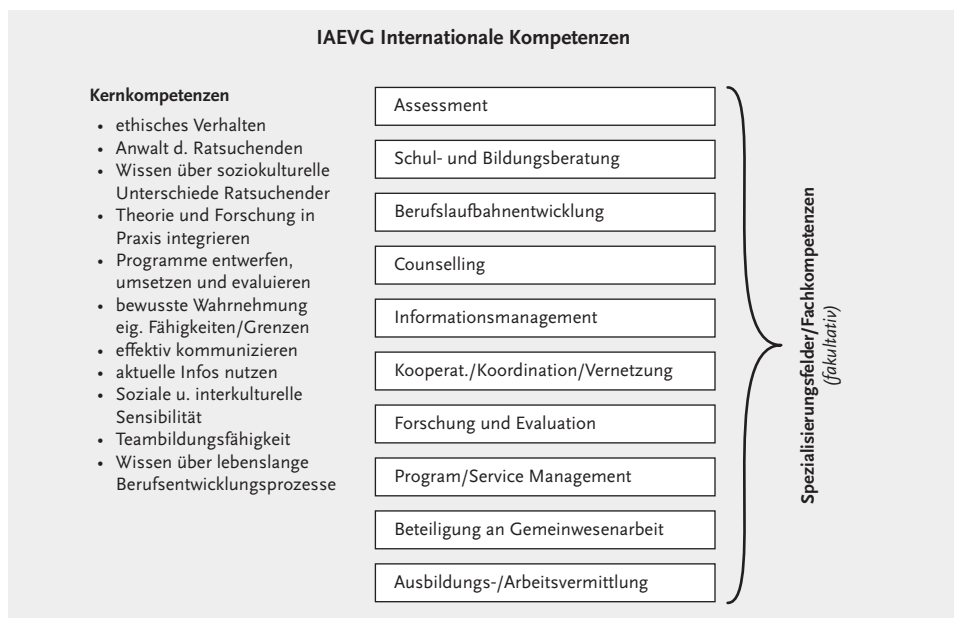 IAEVG Internationale Kompetenzen
Kernkompetenzen
• ethisches Verhalten
• Anwalt d. Ratsuchenden
• Wissen über soziokulturelle
Unterschiede Ratsuchender
• Theorie und Forschung in
Praxis integrieren
• Programme entwerfen,
umsetzen und evaluieren
• bewusste Wahrnehmung
eig. Fähigkeiten/Grenzen
• effektiv kommunizieren
• aktuelle Infos nutzen
• Soziale u. interkulturelle
Sensibilität
• Teambildungsfähigkeit
• Wissen über lebenslange
Berufsentwicklungsprozesse
Assessment
Schul- und Bildungsberatung
Berufslaufbahnentwicklung
Counselling
Informationsmanagement
Kooperat./Koordination/Vernetzung
Forschung und Evaluation
Program/Service Management
Beteiligung an Gemeinwesenarbeit
Ausbildungs-/Arbeitsvermittlung
Spezialisierungsfelder/Fachkompetenzen
(fakultativ)